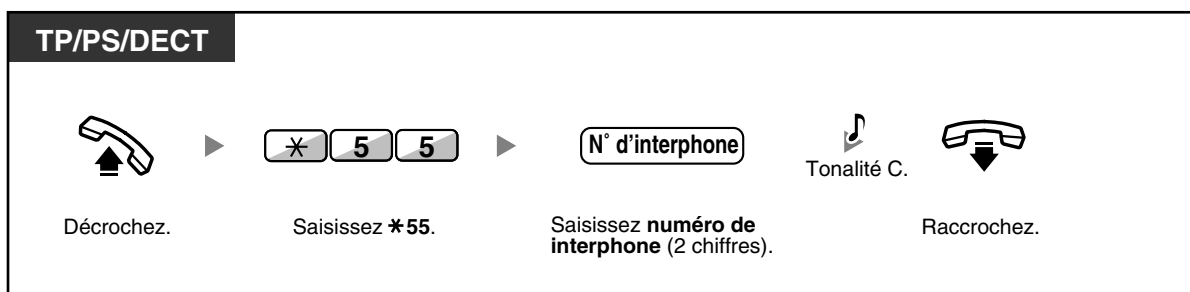 TP/PS/DECT
* 5 5
N° d'interphone
Tonalité C.
Décrochez.
Saisissez *55.
Saisissez numéro de
interphone (2 chiffres).
Raccrochez.